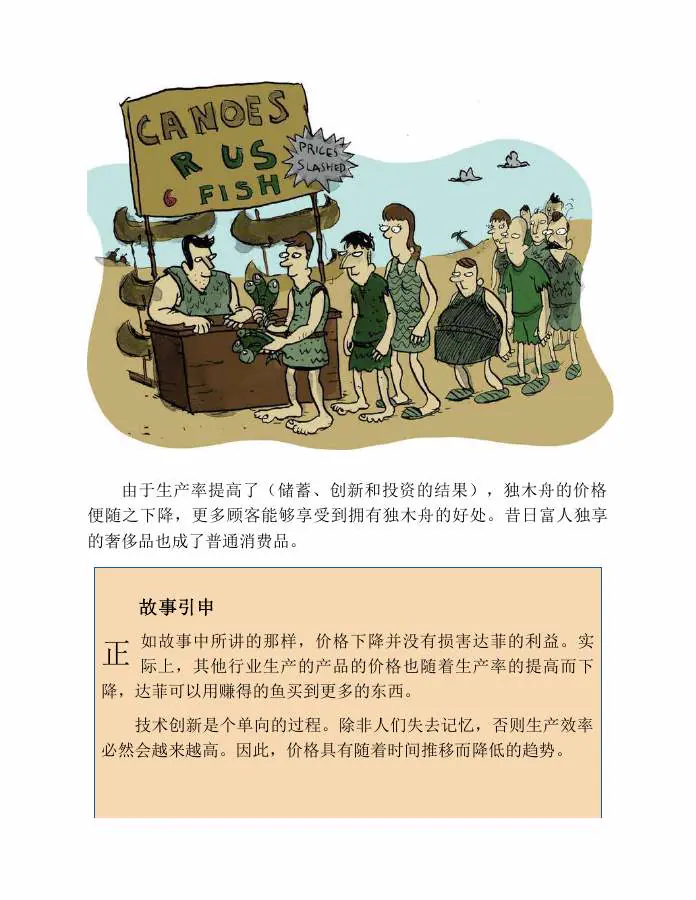 CANOES
R US
6 FISH
PRICES
SLASHED
由于生产率提高了（储蓄、创新和投资的结果），独木舟的价格
便随之下降，更多顾客能够享受到拥有独木舟的好处。昔日富人独享
的奢侈品也成了普通消费品。
故事引申
正如故事中所讲的那样，价格下降并没有损害达菲的利益。实
际上，其他行业生产的产品的价格也随着生产率的提高而下
降，达菲可以用赚得的鱼买到更多的东西。
技术创新是个单向的过程。除非人们失去记忆，否则生产效率
必然会越来越高。因此，价格具有随着时间推移而降低的趋势。